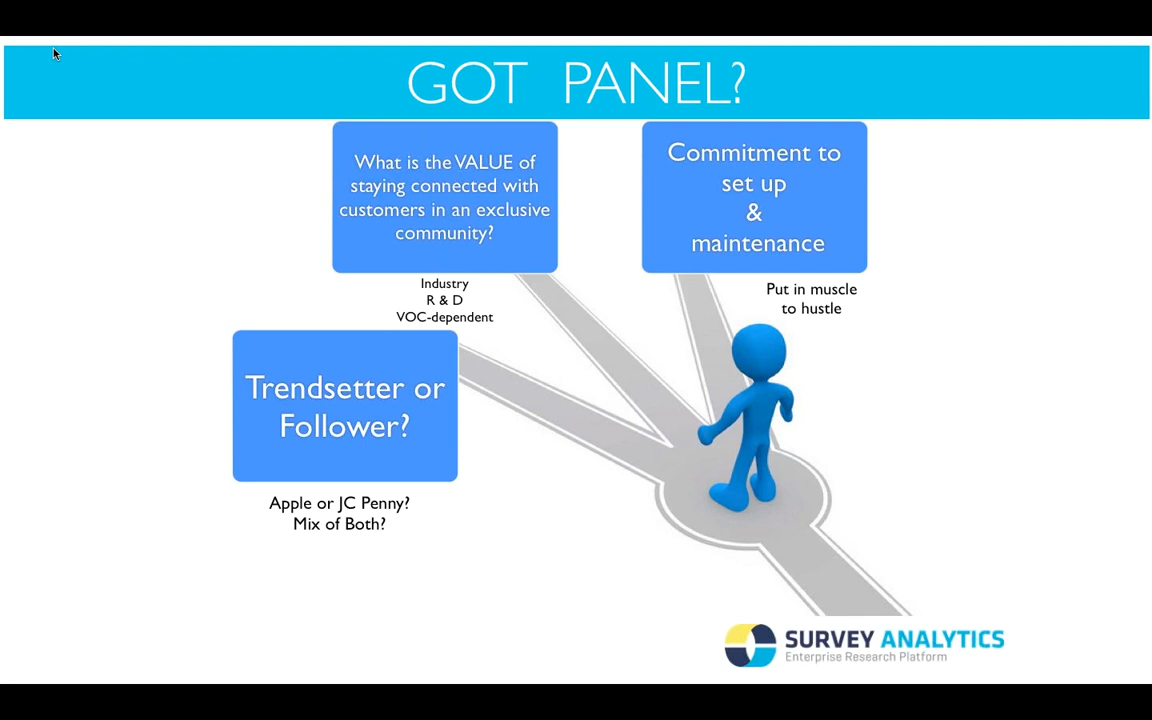 GOT PANEL?
What is the VALUE of
staying connected with
customers in an exclusive
community?
Industry
R & D
VOC-dependent
Commitment to
set up
&
maintenance
Put in muscle
to hustle
Trendsetter or
Follower?
Apple or JC Penny?
Mix of Both?
SURVEY ANALYTICS
Enterprise Research Platform